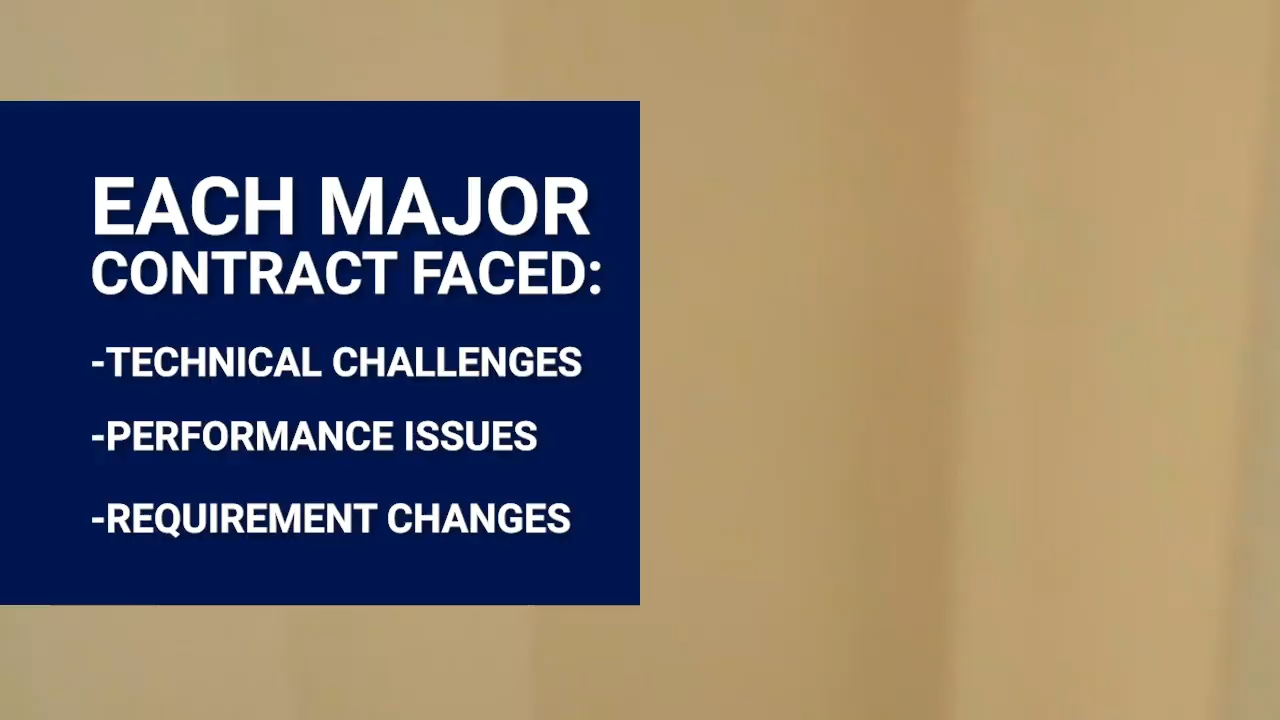 EACH MAJOR
CONTRACT FACED:
-TECHNICAL CHALLENGES
-PERFORMANCE ISSUES
-REQUIREMENT CHANGES